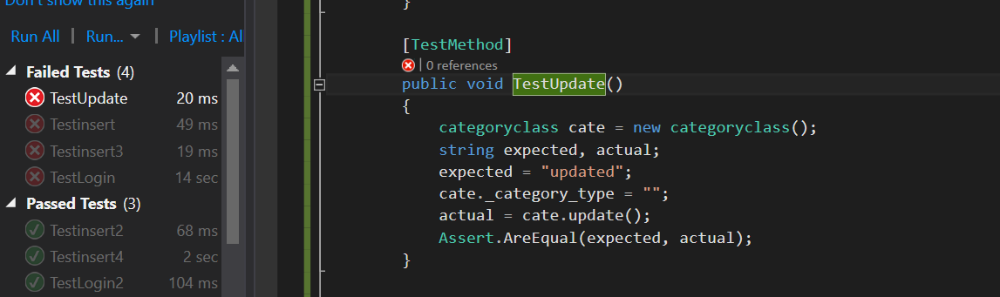 Don't show this again
Run All | Run... | Playlist : Al
Failed Tests (4)
TestUpdate 20 ms
Testinsert 49 ms
Testinsert3 19 ms
TestLogin 14 sec
Passed Tests (3)
Testinsert2 68 ms
Testinsert4 2 sec
TestLogin2 104 ms
}
[TestMethod]
| 0 references
public void TestUpdate()
{
categoryclass cate = new categoryclass();
string expected, actual;
expected = "updated";
cate._category_type = "";
actual = cate.update();
Assert.AreEqual(expected, actual);
}